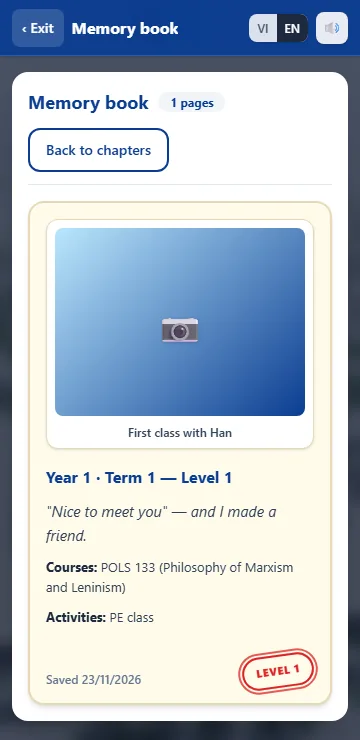 ‹ Exit Memory book VI EN
Memory book 1 pages
Back to chapters
First class with Han
Year 1 · Term 1 — Level 1
"Nice to meet you" — and I made a
friend.
Courses: POLS 133 (Philosophy of Marxism
and Leninism)
Activities: PE class
Saved 23/11/2026
LEVEL 1